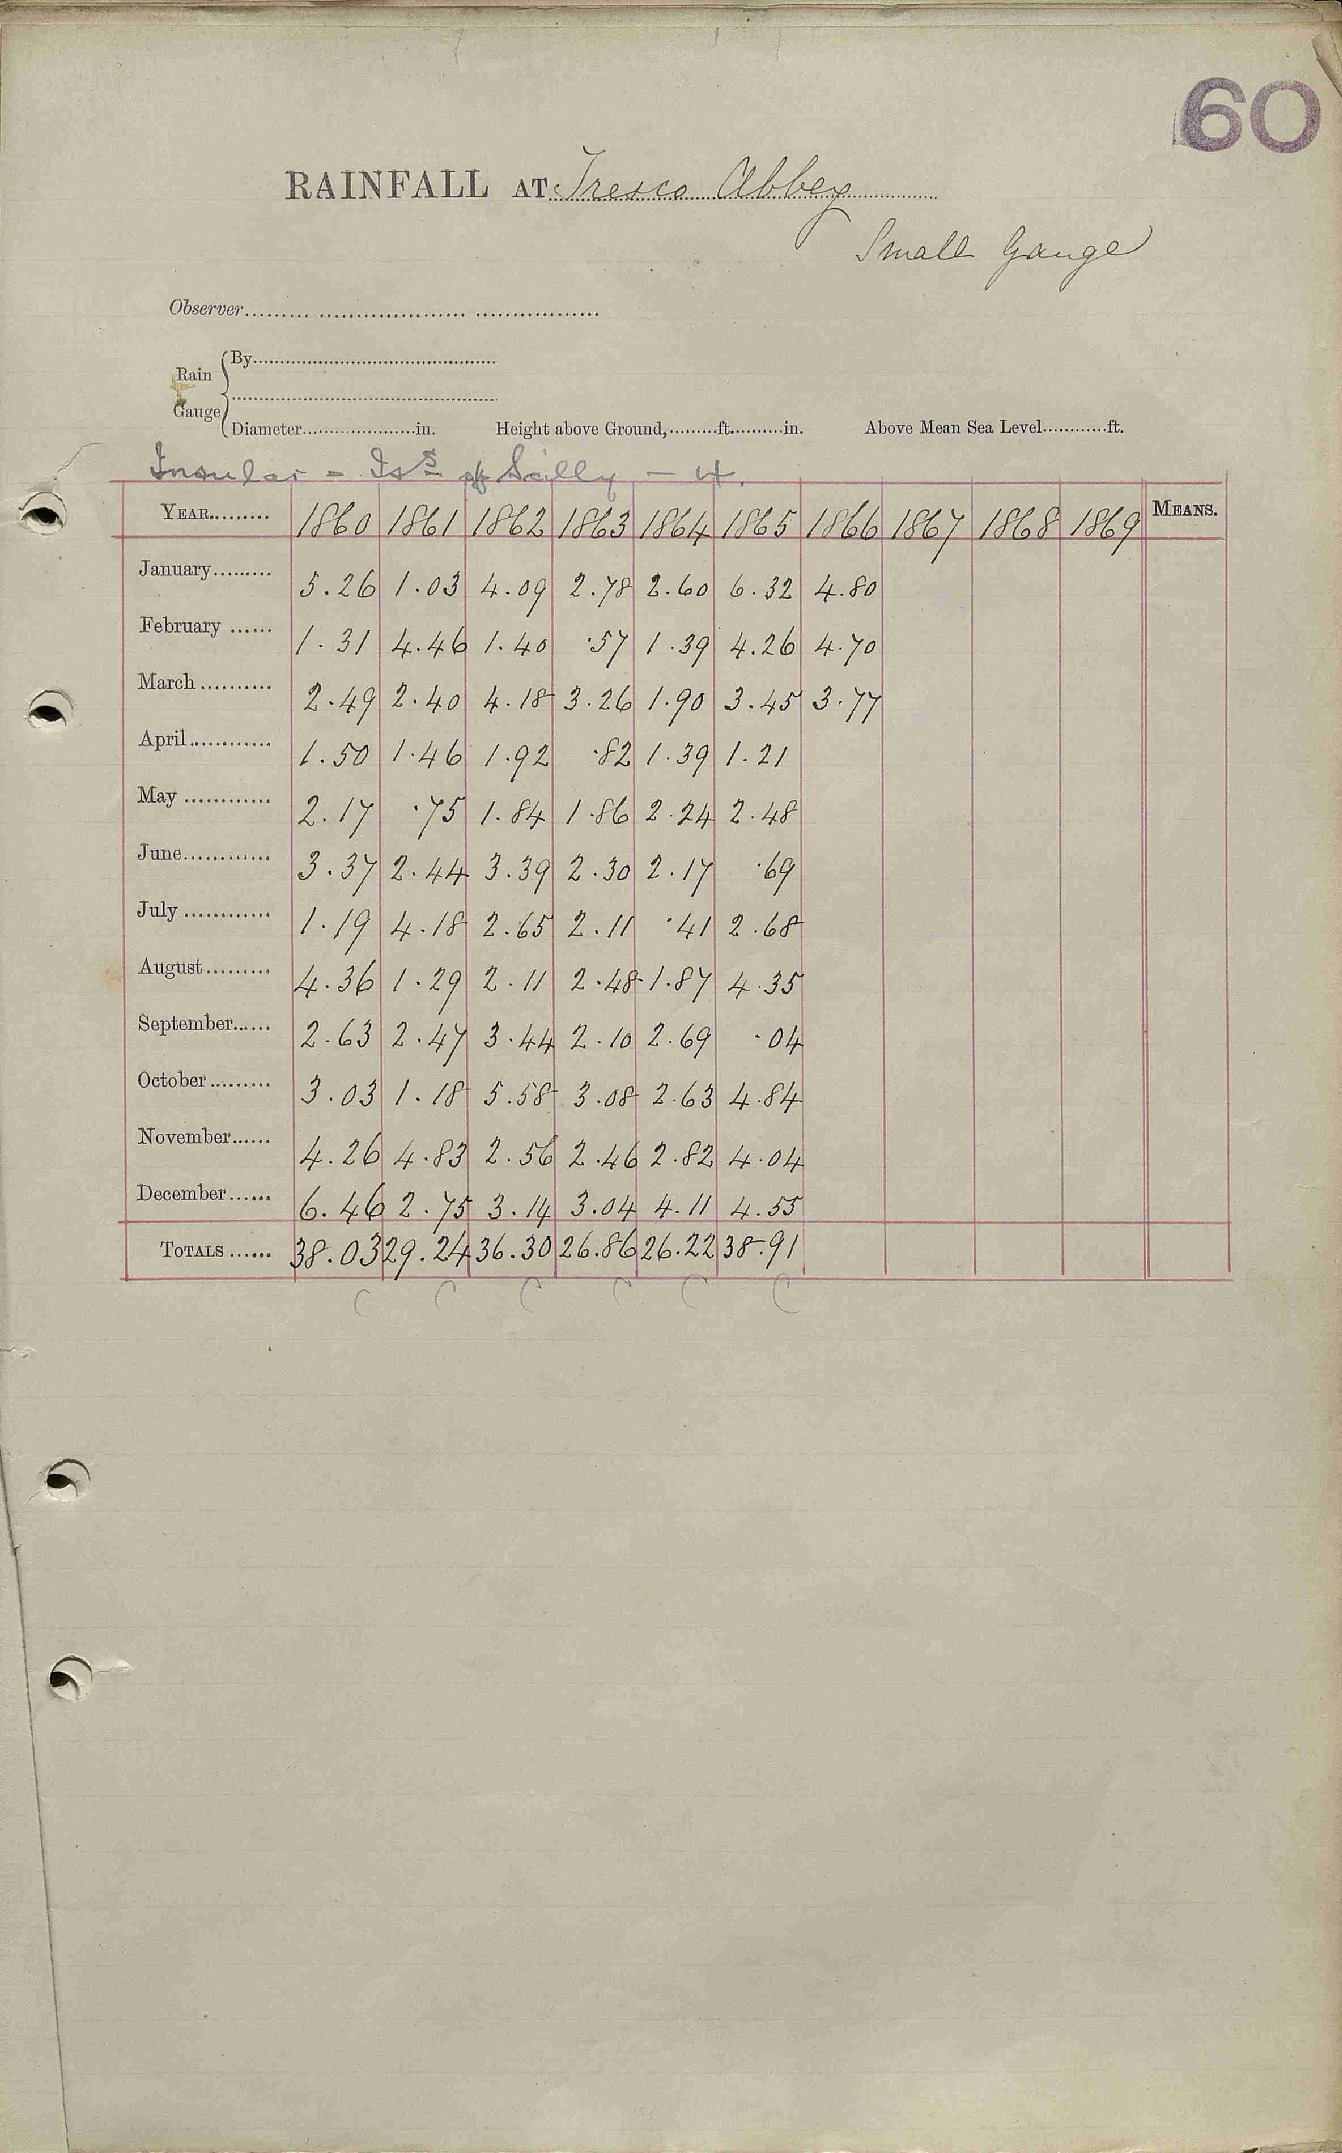 60
RAINFALL AT Tresco Abbey
Small Gauge
Observer
Rain Gauge
By
Diameter in. Height above Ground, ft. in. Above Mean Sea Level ft.
Insular - Is^s of Scilly - 4.
YEAR 1860 1861 1862 1863 1864 1865 1866 1867 1868 1869 MEANS.
January 5.26 1.03 4.09 2.78 2.60 6.32 4.80
February 1.31 4.46 1.40 .57 1.39 4.26 4.70
March 2.49 2.40 4.18 3.26 1.90 3.45 3.77
April 1.50 1.46 1.92 .82 1.39 1.21
May 2.17 .75 1.84 1.86 2.24 2.48
June 3.37 2.44 3.39 2.30 2.17 .69
July 1.19 4.18 2.65 2.11 .41 2.68
August 4.36 1.29 2.11 2.48 1.87 4.35
September 2.63 2.47 3.44 2.10 2.69 .04
October 3.03 1.18 5.58 3.08 2.63 4.84
November 4.26 4.83 2.56 2.46 2.82 4.04
December 6.46 2.75 3.14 3.04 4.11 4.55
TOTALS 38.03 29.24 36.30 26.86 26.22 38.91